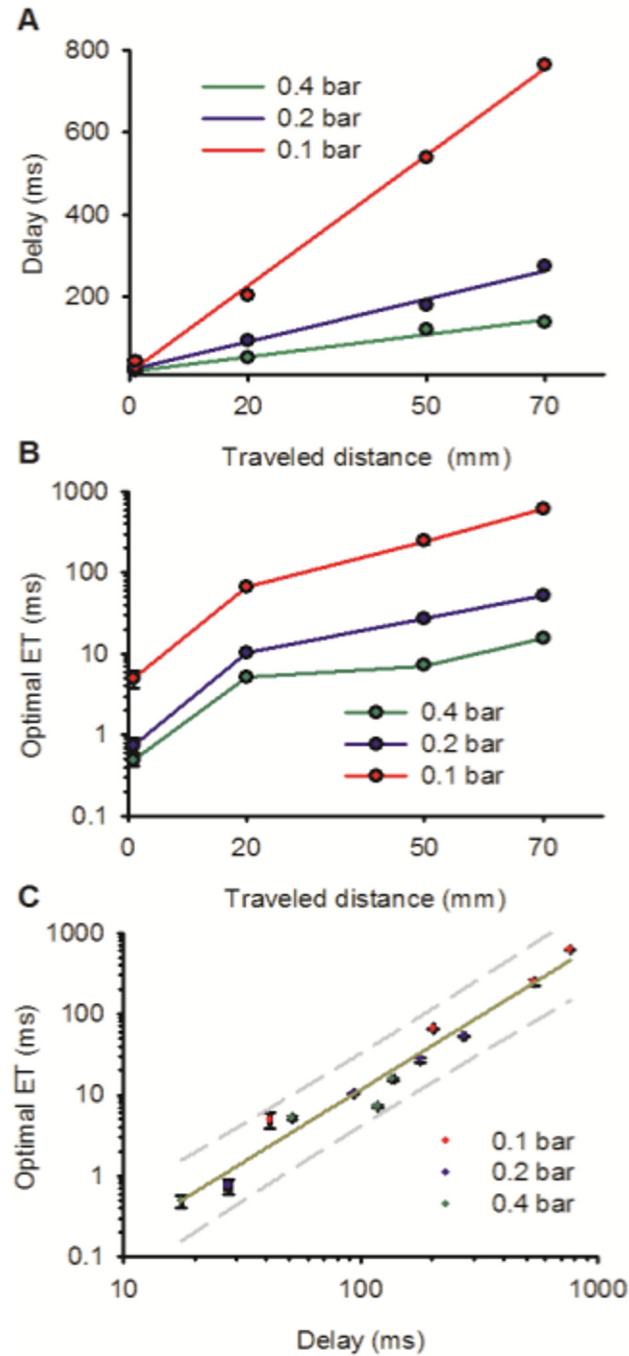 A
800
0.4 bar
0.2 bar
600
0.1 bar
Delay (ms)
400
200
0 20 50 70
Traveled distance (mm)
B
1000
100
Optimal ET (ms)
10
0.4 bar
1
0.2 bar
0.1 bar
0.1
0 20 50 70
Traveled distance (mm)
C
1000
100
Optimal ET (ms)
10
0.1 bar
1
0.2 bar
0.4 bar
0.1
10 100 1000
Delay (ms)